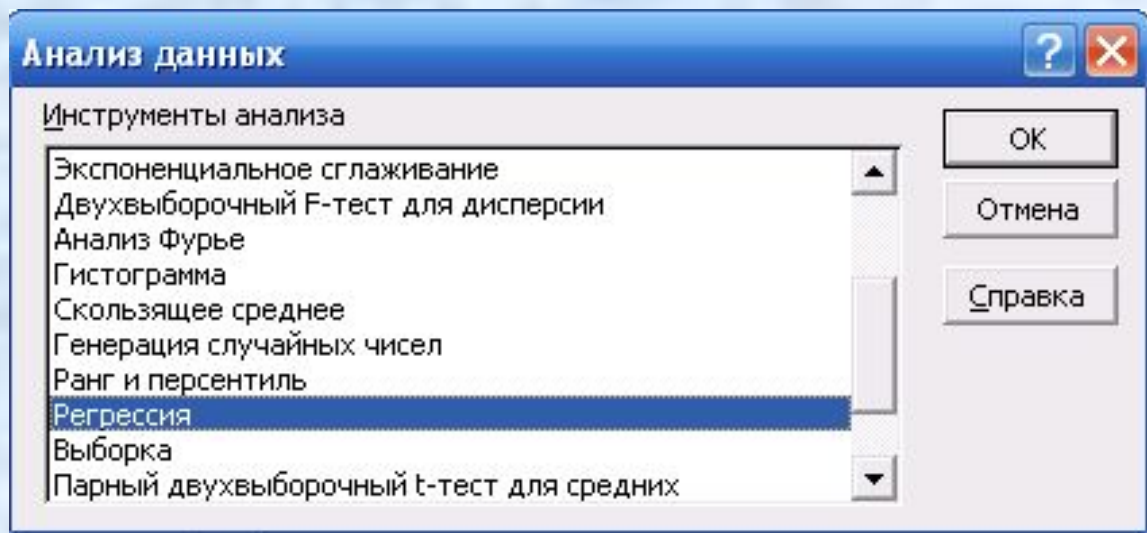 Анализ данных
Инструменты анализа
Экспоненциальное сглаживание
Двухвыборочный F-тест для дисперсии
Анализ Фурье
Гистограмма
Скользящее среднее
Генерация случайных чисел
Ранг и персентиль
Регрессия
Выборка
Парный двухвыборочный t-тест для средних
OK
Отмена
Справка